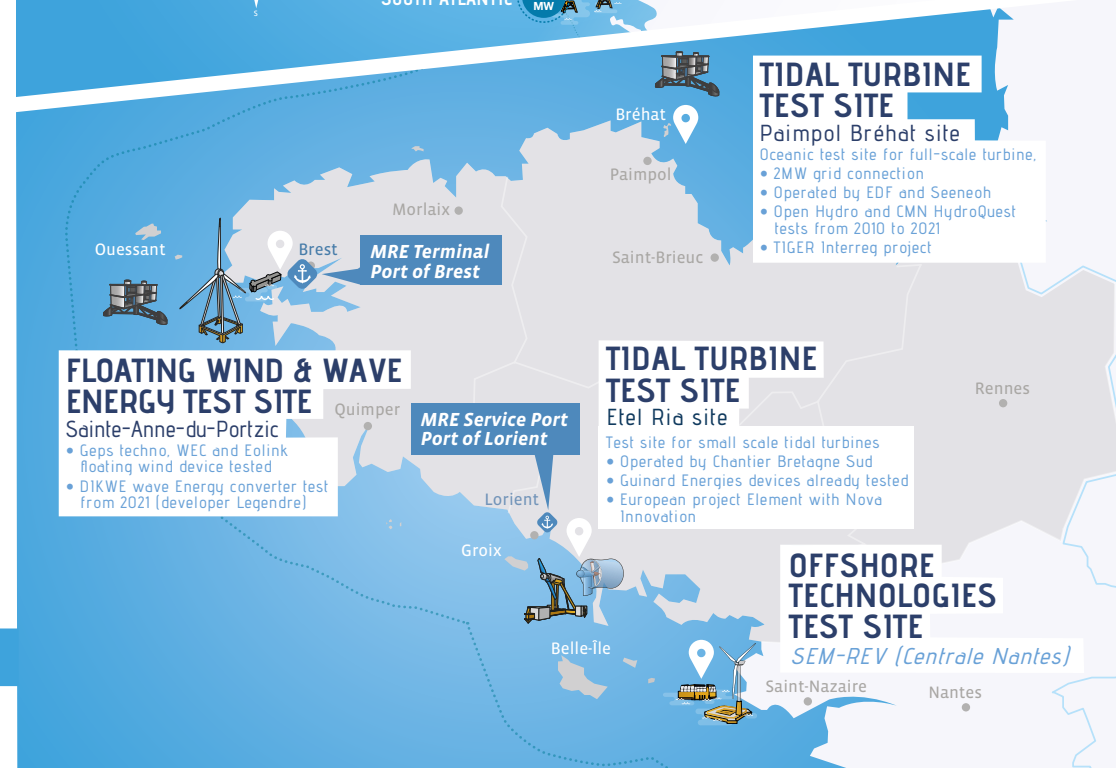 SOUTH ATLANTIC
MW
S
TIDAL TURBINE
TEST SITE
Paimpol Bréhat site
Oceanic test site for full-scale turbine,
• 2MW grid connection
• Operated by EDF and Seeneoh
• Open Hydro and CMN HydroQuest
tests from 2010 to 2021
• TIGER Interreg project
Bréhat
Paimpol
Morlaix
Saint-Brieuc
Ouessant
Brest
MRE Terminal
Port of Brest
FLOATING WIND & WAVE
ENERGY TEST SITE
Sainte-Anne-du-Portzic
• Geps techno, WEC and Eolink
floating wind device tested
• DIKWE wave Energy converter test
from 2021 (developer Legendre)
Quimper
MRE Service Port
Port of Lorient
TIDAL TURBINE
TEST SITE
Etel Ria site
Test site for small scale tidal turbines
• Operated by Chantier Bretagne Sud
• Guinard Energies devices already tested
• European project Element with Nova
Innovation
Rennes
Lorient
Groix
Belle-Île
OFFSHORE
TECHNOLOGIES
TEST SITE
SEM-REV (Centrale Nantes)
Saint-Nazaire
Nantes